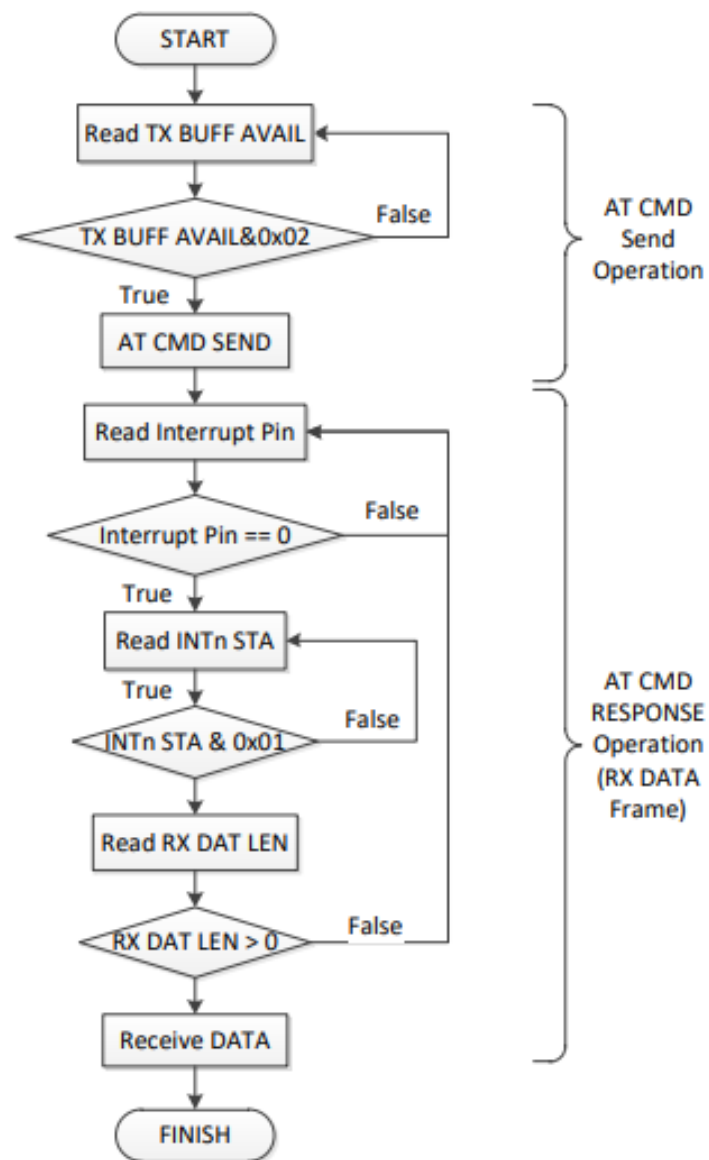 START
Read TX BUFF AVAIL
TX BUFF AVAIL&0x02
False
True
AT CMD SEND
AT CMD
Send
Operation
Read Interrupt Pin
Interrupt Pin == 0
False
True
Read INTn STA
True
INTn STA & 0x01
False
Read RX DAT LEN
RX DAT LEN > 0
False
Receive DATA
FINISH
AT CMD
RESPONSE
Operation
(RX DATA
Frame)